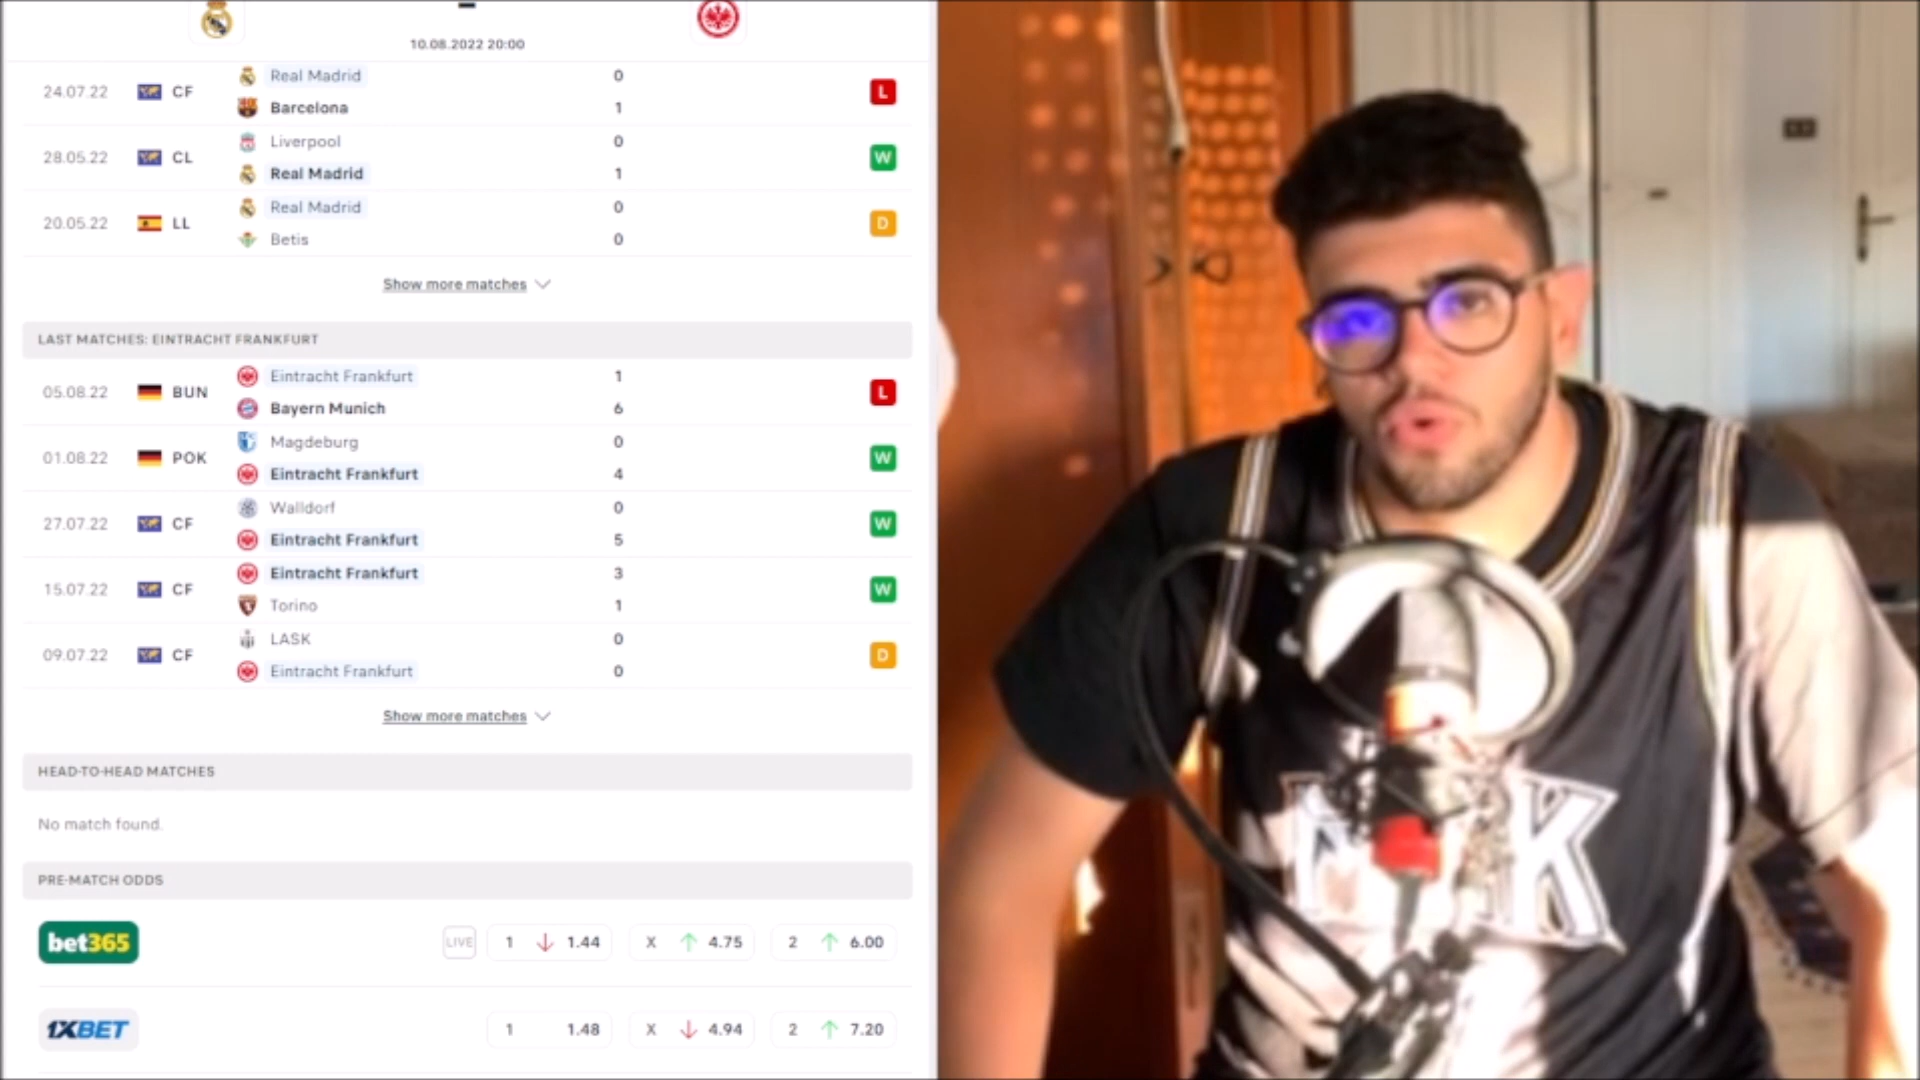 10.08.2022 20:00
24.07.22 CF Real Madrid 0 L
Barcelona 1
28.05.22 CL Liverpool 0 W
Real Madrid 1
20.05.22 LL Real Madrid 0 D
Betis 0
Show more matches
LAST MATCHES: EINTRACHT FRANKFURT
05.08.22 BUN Eintracht Frankfurt 1 L
Bayern Munich 6
01.08.22 POK Magdeburg 0 W
Eintracht Frankfurt 4
27.07.22 CF Walldorf 0 W
Eintracht Frankfurt 5
15.07.22 CF Eintracht Frankfurt 3 W
Torino 1
09.07.22 CF LASK 0 D
Eintracht Frankfurt 0
Show more matches
HEAD-TO-HEAD MATCHES
No match found.
PRE-MATCH ODDS
bet365 LIVE 1 1.44 X 4.75 2 6.00
1XBET 1 1.48 X 4.94 2 7.20